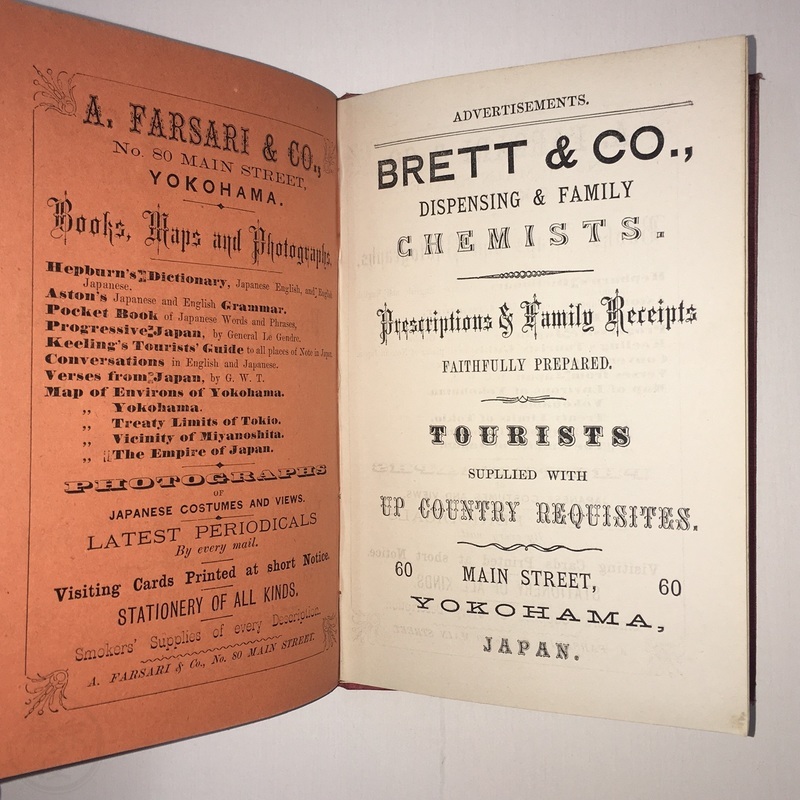 A. FARSARI & CO.,
No. 80 MAIN STREET,
YOKOHAMA.
Books, Maps and Photographs.
Hepburn's Dictionary, Japanese English, and English
Japanese.
Aston's Japanese and English Grammar.
Pocket Book of Japanese Words and Phrases,
Progressive Japan, by General Le Gendre.
Keeling's Tourists' Guide to all places of Note in Japan
Conversations in English and Japanese.
Verses from Japan, by G. W. T.
Map of Environs of Yokohama.
„ Yokohama.
„ Treaty Limits of Tokio.
„ Vicinity of Miyanoshita.
„ The Empire of Japan.
PHOTOGRAPHS
OF
JAPANESE COSTUMES AND VIEWS.
LATEST PERIODICALS
By every mail.
Visiting Cards Printed at short Notice.
STATIONERY OF ALL KINDS.
Smokers' Supplies of every Description.
A. FARSARI & Co., No. 80 MAIN STREET.
ADVERTISEMENTS.
BRETT & CO.,
DISPENSING & FAMILY
CHEMISTS.
Prescriptions & Family Receipts
FAITHFULLY PREPARED.
TOURISTS
SUPLLIED WITH
UP COUNTRY REQUISITES.
60 MAIN STREET, 60
YOKOHAMA,
JAPAN.